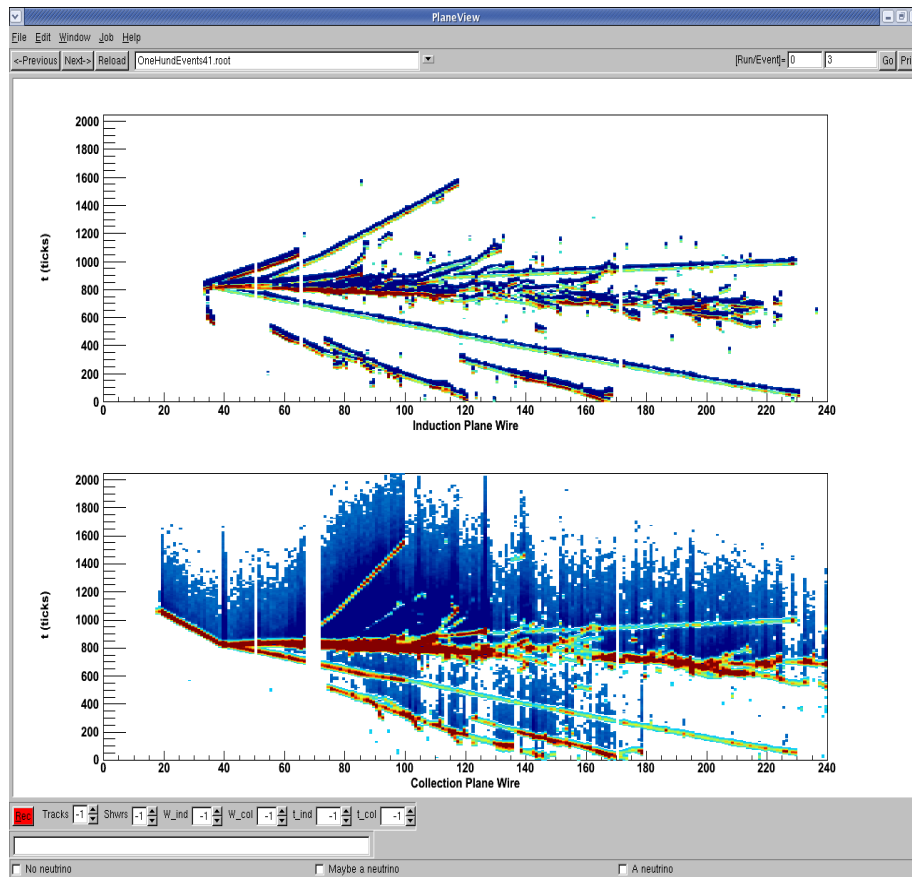 PlaneView
File Edit Window Job Help
<-Previous Next-> Reload OneHundEvents41.root [Run/Event]= 0 3 Go Pri
2000
1800
1600
1400
1200
1000
800
600
400
200
0
t (ticks)
0 20 40 60 80 100 120 140 160 180 200 220 240
Induction Plane Wire
2000
1800
1600
1400
1200
1000
800
600
400
200
0
t (ticks)
0 20 40 60 80 100 120 140 160 180 200 220 240
Collection Plane Wire
Rec Tracks -1 Shwrs -1 W_ind -1 W_col -1 t_ind -1 t_col -1
No neutrino Maybe a neutrino A neutrino